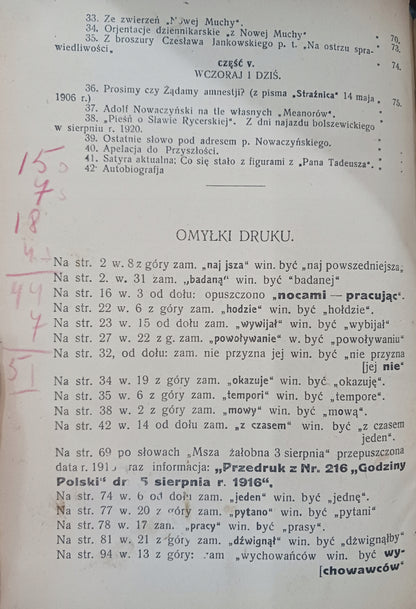 33. Ze zwierzeń „Nowej Muchy".
34. Orjentacje dziennikarskie „z Nowej Muchy" • 70.
35. Z broszury Czesława Jankowskiego p. t. „Na ostrzu spra- • 73.
wiedliwości. • 74.
CZĘŚĆ V.
WCZORAJ I DZIŚ.
36. Prosimy czy Żądamy amnestji? (z pisma „Strażnica" 14 maja
1906 r.) 75.
37. Adolf Nowaczyński na tle własnych „Meanorów".
38. „Pieśń o Sławie Rycerskiej". Z dni najazdu bolszewickiego
w sierpniu r. 1920.
39. Ostatnie słowo pod adresem p. Nowaczyńskiego.
40. Apelacja do Przyszłości.
41. Satyra aktualna: Co się stało z figurami z „Pana Tadeusza".
42. Autobiografja
15
7
18
4
44
7
51
OMYŁKI DRUKU.
Na str. 2 w. 8 z góry zam. „naj jsza" win. być „naj powszedniejsza„
Na str. 2. w. 31 zam. „badaną" win. być "badanej"
Na str. 16 w. 3 od dołu: opuszczono „nocami — pracując".
Na str. 22 w. 6 z góry zam. „hodzie" win. być „hołdzie".
Na str. 23 w. 15 od dołu zam. „wywijał" win. być „wybijał"
Na str. 27 w. 22 z g. zam. „powoływanie" w. być „powoływaniu"
Na str. 32, od dołu: zam. nie przyzna jej win. być „nie przyzna
[jej nie"
Na str. 34 w. 19 z góry zam. „okazuje" win. być „okazuję".
Na str. 35 w. 6 z góry zam. „tempori" win. być „tempore".
Na str. 38 w. 2 z góry zam. „mowy" win. być „mową".
Na str. 42 w. 14 od dołu zam. „z czasem" win. być „z czasem
jeden".
Na str. 69 po słowach „Msza żałobna 3 sierpnia" przepuszczona
data r. 191 raz informacja: „Przedruk z Nr. 216 „Godziny
Polski" dn 5 sierpnia r. 1916".
Na str. 74 w. 6 od dołu zam. „jeden" win. być „jednę".
Na str. 77 w. 20 z góry zam. „pytano" win. być „pytani"
Na str. 78 w. 17 zan. „pracy" win. być „prasy".
Na str. 81 w. 21 z góry zam. „dźwignął" win. być „dźwignąłby"
Na str. 94 w. 13 z góry: zam „wychowańców win. być wy-
[chowawców"